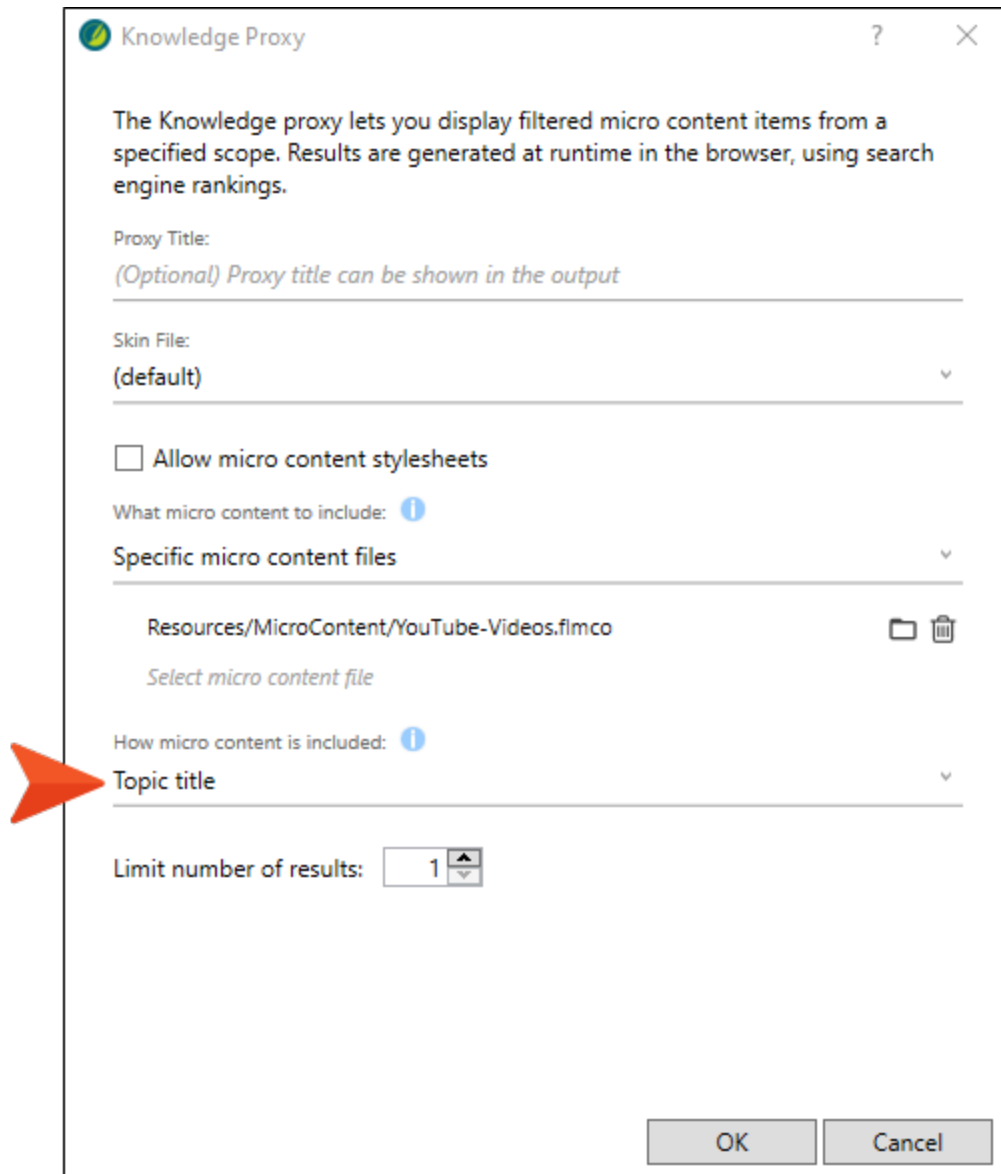 Knowledge Proxy
?
The Knowledge proxy lets you display filtered micro content items from a
specified scope. Results are generated at runtime in the browser, using search
engine rankings.
Proxy Title:
(Optional) Proxy title can be shown in the output
Skin File:
(default)
Allow micro content stylesheets
What micro content to include:
Specific micro content files
Resources/MicroContent/YouTube-Videos.flmco
Select micro content file
How micro content is included:
Topic title
Limit number of results: 1
OK Cancel